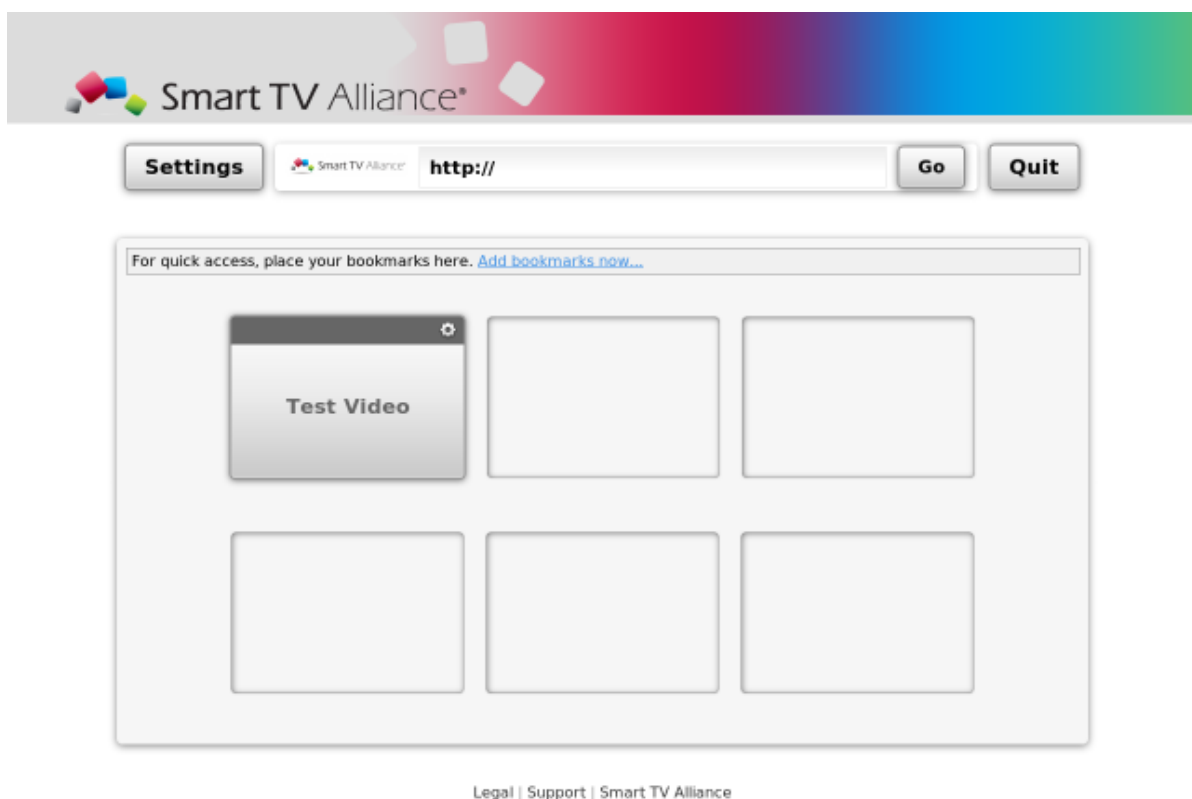 Smart TV Alliance®
Settings
Smart TV Alliance®
http://
Go
Quit
For quick access, place your bookmarks here. Add bookmarks now...
Test Video
Legal | Support | Smart TV Alliance